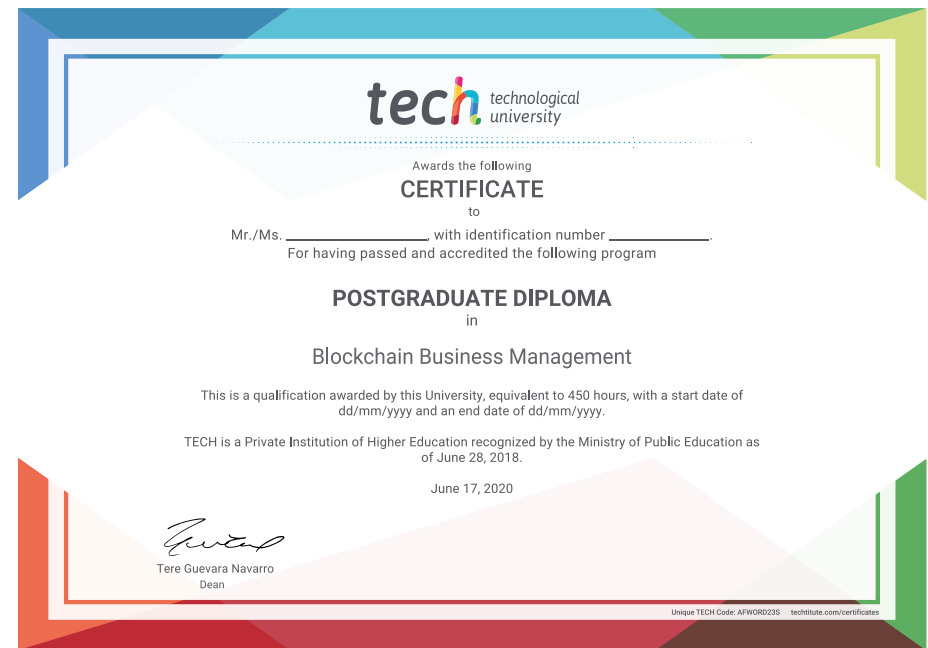 tech technological
university
Awards the following
CERTIFICATE
to
Mr./Ms. ____________________, with identification number ______________.
For having passed and accredited the following program
POSTGRADUATE DIPLOMA
in
Blockchain Business Management
This is a qualification awarded by this University, equivalent to 450 hours, with a start date of
dd/mm/yyyy and an end date of dd/mm/yyyy.
TECH is a Private Institution of Higher Education recognized by the Ministry of Public Education as
of June 28, 2018.
June 17, 2020
Tere Guevara Navarro
Dean
Unique TECH Code: AFWORD23S techtitute.com/certificates